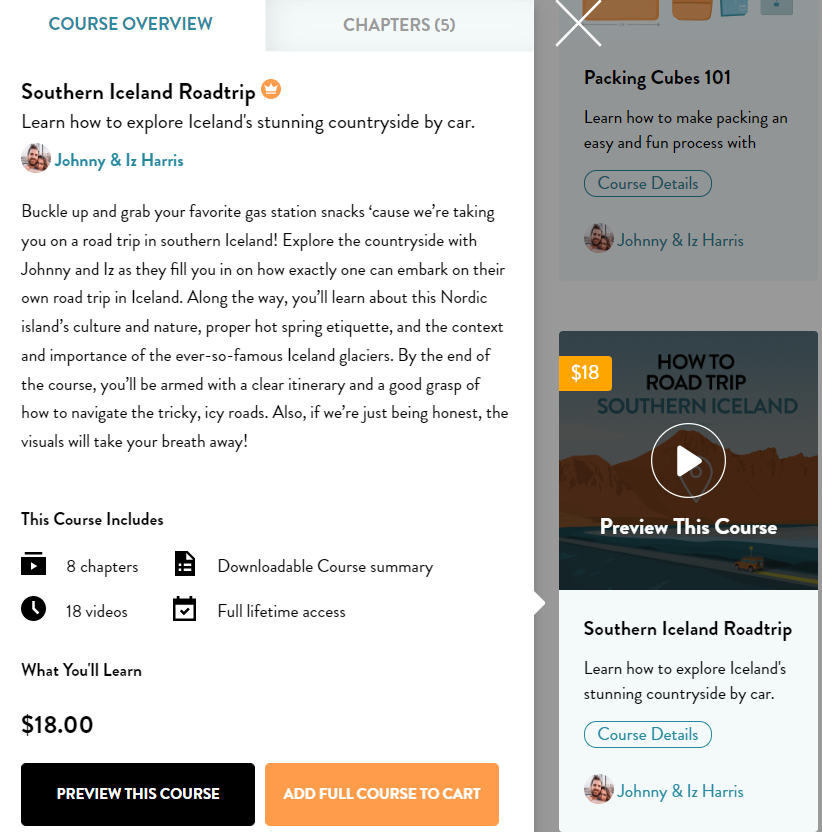 COURSE OVERVIEW
CHAPTERS (5)
Southern Iceland Roadtrip
Learn how to explore Iceland's stunning countryside by car.
Johnny & Iz Harris
Buckle up and grab your favorite gas station snacks ‘cause we’re taking
you on a road trip in southern Iceland! Explore the countryside with
Johnny and Iz as they fill you in on how exactly one can embark on their
own road trip in Iceland. Along the way, you’ll learn about this Nordic
island’s culture and nature, proper hot spring etiquette, and the context
and importance of the ever-so-famous Iceland glaciers. By the end of
the course, you’ll be armed with a clear itinerary and a good grasp of
how to navigate the tricky, icy roads. Also, if we’re just being honest, the
visuals will take your breath away!
This Course Includes
8 chapters
Downloadable Course summary
18 videos
Full lifetime access
What You'll Learn
$18.00
PREVIEW THIS COURSE
ADD FULL COURSE TO CART
Packing Cubes 101
Learn how to make packing an
easy and fun process with
Course Details
Johnny & Iz Harris
$18
HOW TO
ROAD TRIP
SOUTHERN ICELAND
Preview This Course
Southern Iceland Roadtrip
Learn how to explore Iceland's
stunning countryside by car.
Course Details
Johnny & Iz Harris